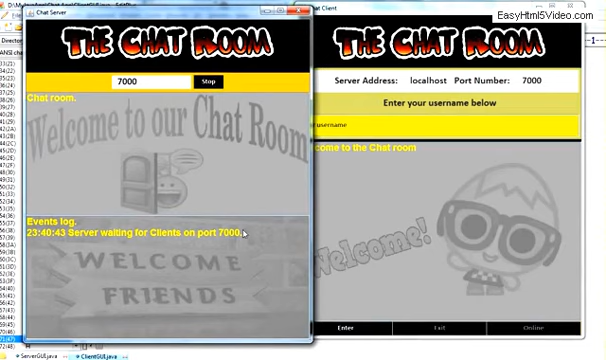 EasyHtml5Video.com
Chat Server
THE CHAT ROOM
7000
Stop
Chat room.
Welcome to our Chat Room
Events log.
23:40:43 Server waiting for Clients on port 7000.
WELCOME
FRIENDS
Client
THE CHAT ROOM
Server Address: localhost Port Number: 7000
Enter your username below
username
come to the Chat room
Welcome!
Enter
Exit
Online
ServerGUI.java
ClientGUI.java